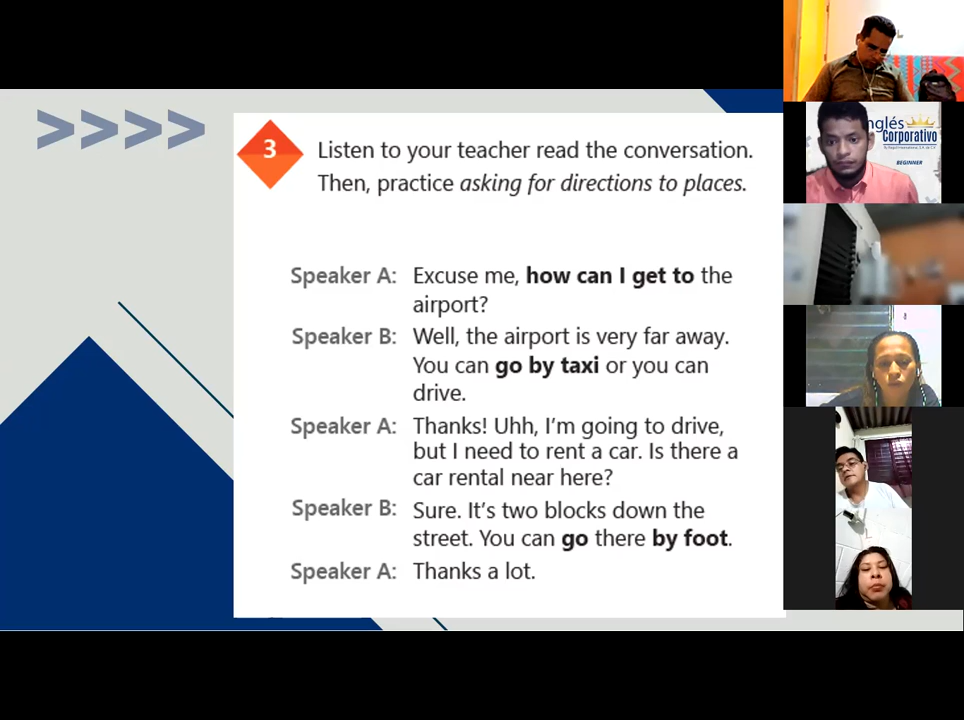 >>>>
3
Listen to your teacher read the conversation.
Then, practice asking for directions to places.
Speaker A: Excuse me, how can I get to the
airport?
Speaker B: Well, the airport is very far away.
You can go by taxi or you can
drive.
Speaker A: Thanks! Uhh, I'm going to drive,
but I need to rent a car. Is there a
car rental near here?
Speaker B: Sure. It's two blocks down the
street. You can go there by foot.
Speaker A: Thanks a lot.
nglés
Corporativo
BEGINNER